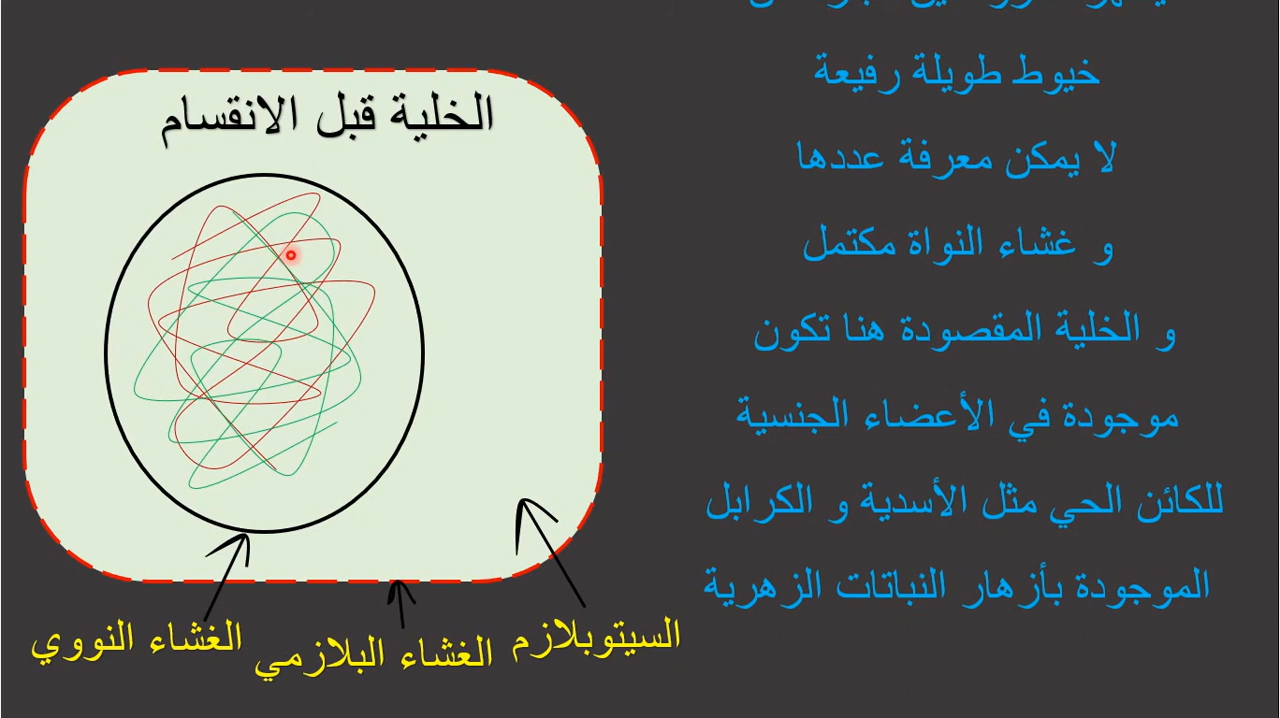 خيوط طويلة رفيعة
لا يمكن معرفة عددها
و غشاء النواة مكتمل
و الخلية المقصودة هنا تكون
موجودة في الأعضاء الجنسية
للكائن الحي مثل الأسدية و الكرابل
الموجودة بأزهار النباتات الزهرية
الخلية قبل الانقسام
السيتوبلازم
الغشاء البلازمي
الغشاء النووي